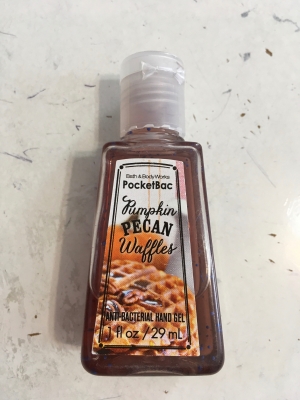 Bath & Body Works
PocketBac
Pumpkin
PECAN
Waffles
ANTI-BACTERIAL HAND GEL
1 fl oz / 29 mL